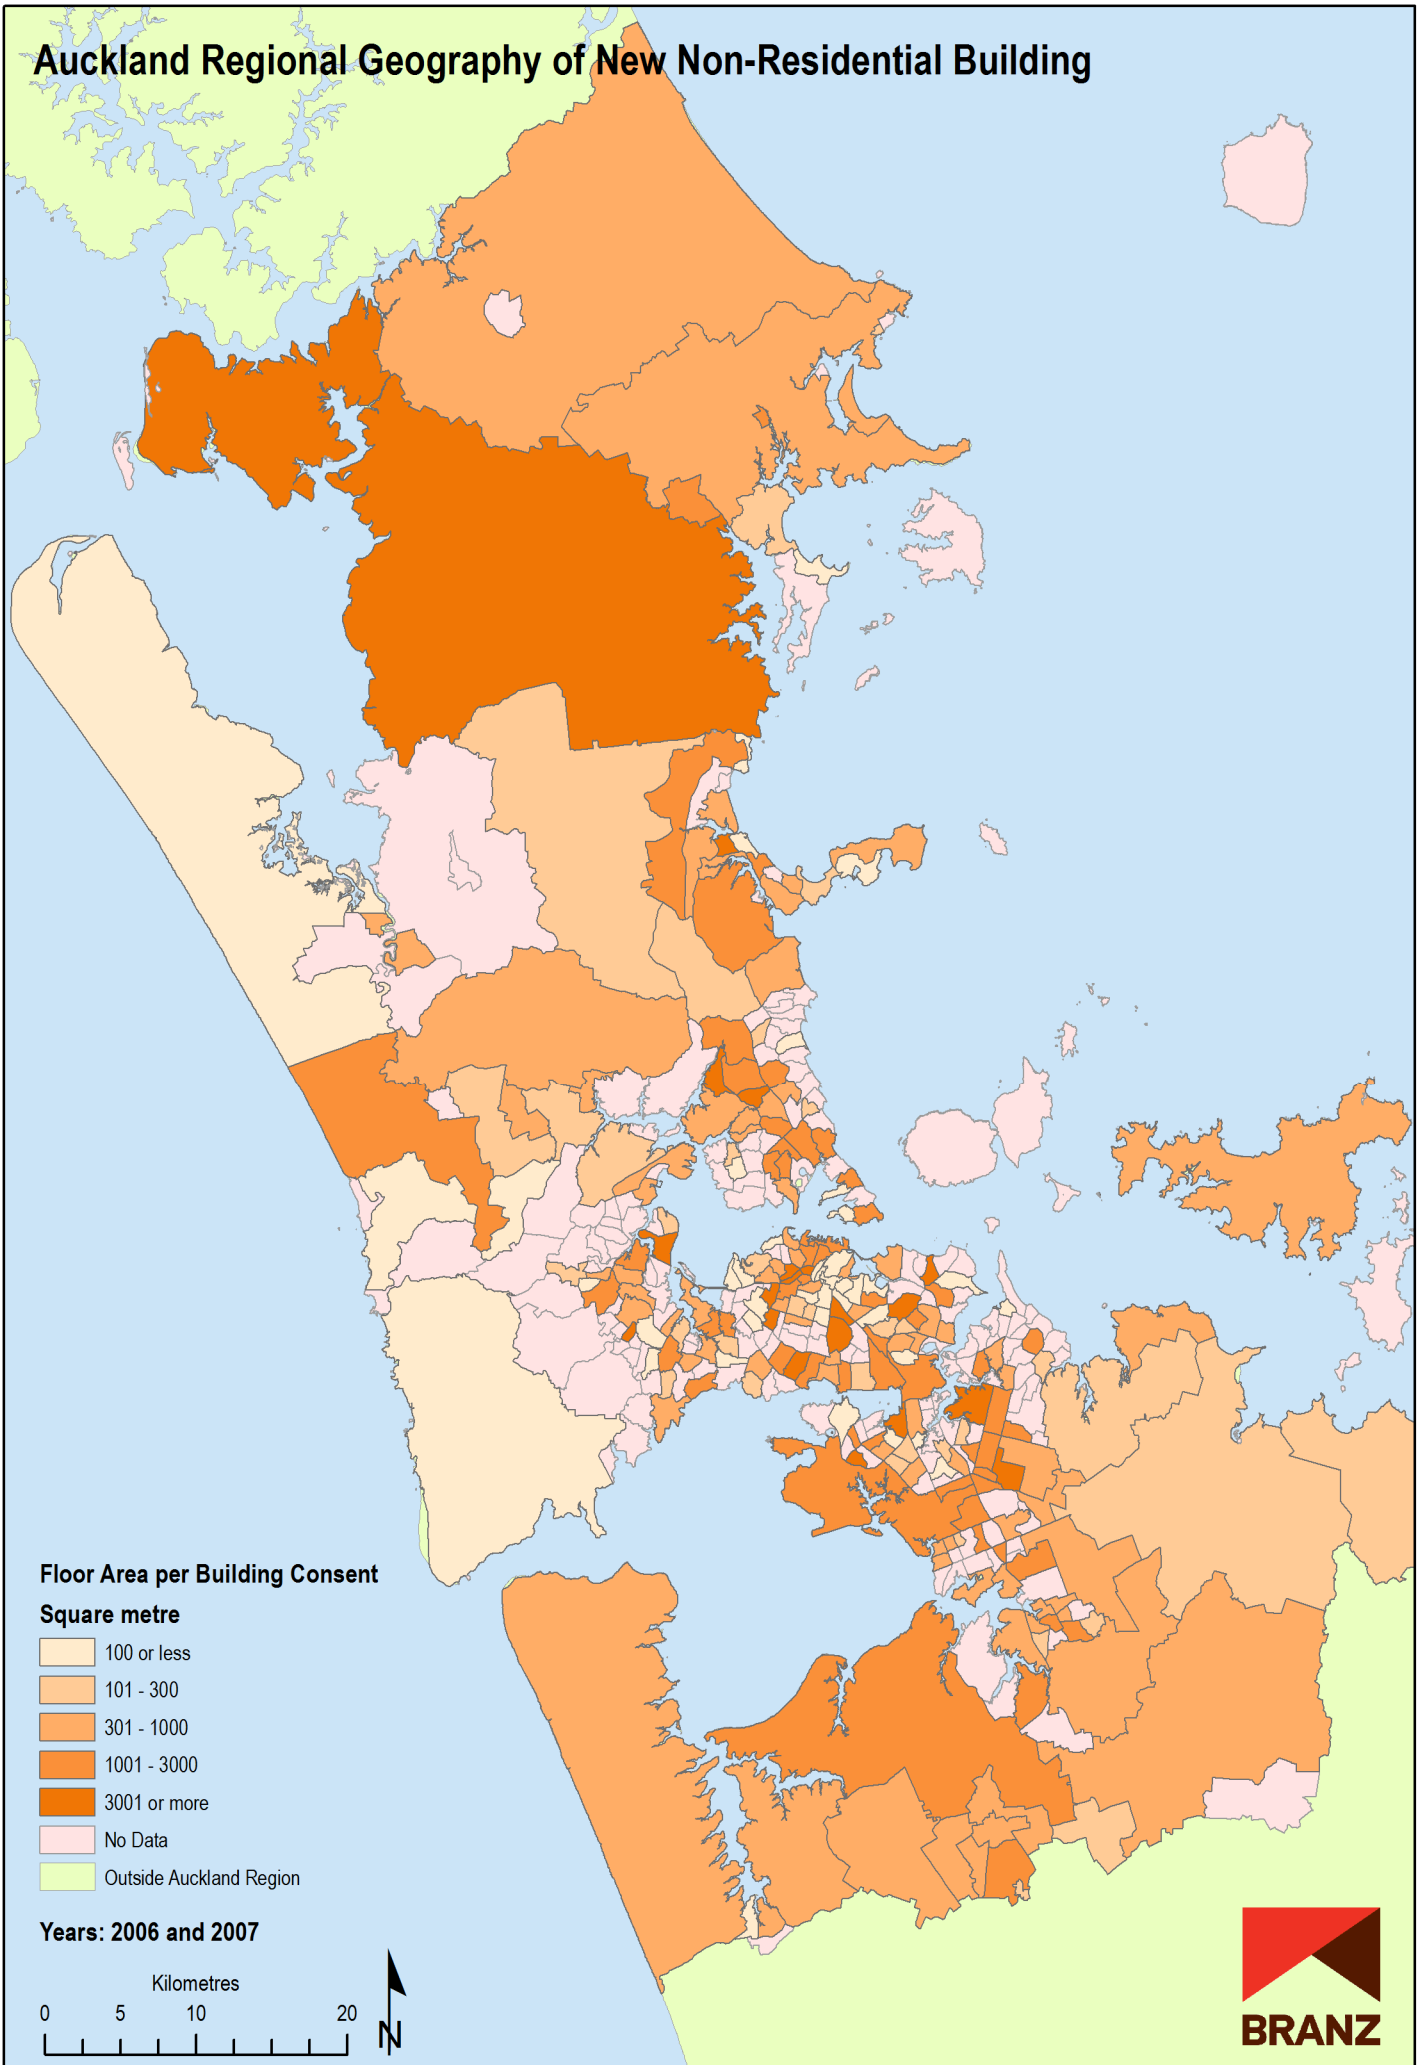 Auckland Regional Geography of New Non-Residential Building
Floor Area per Building Consent
Square metre
100 or less
101 - 300
301 - 1000
1001 - 3000
3001 or more
No Data
Outside Auckland Region
Years: 2006 and 2007
Kilometres
0 5 10 20
N
BRANZ